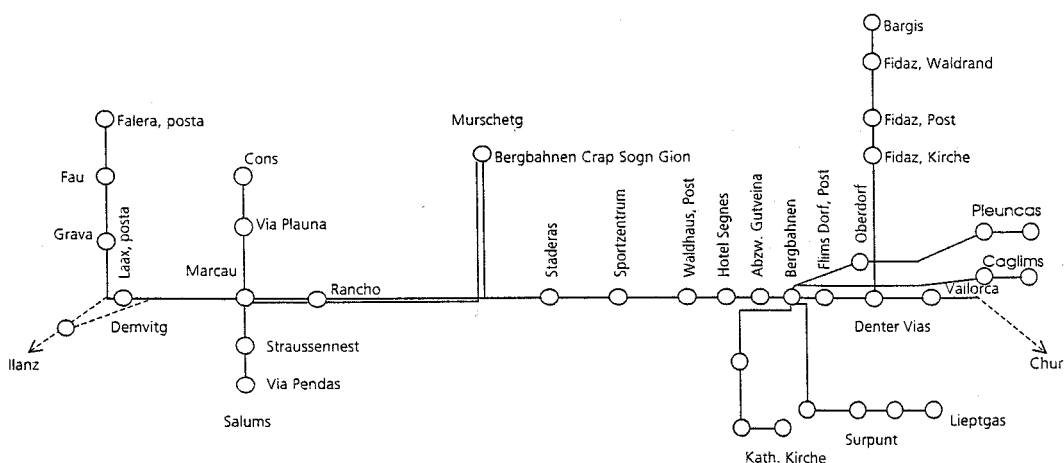 Bargis
Fidaz, Waldrand
Falera, posta
Murschetg
Fidaz, Post
Cons
Bergbahnen Crap Sogn Gion
Fidaz, Kirche
Fau
Via Plauna
Grava
Laax, posta
Marcau
Rancho
Staderas
Sportzentrum
Waldhaus, Post
Hotel Segnes
Abzw. Gutveina
Bergbahnen
Flims Dorf, Post
Oberdorf
Pleuncas
Caglims
Vallorca
Demvitg
Denter Vias
Ilanz
Straussennest
Chur
Via Pendas
Salums
Lieptgas
Surpunt
Kath. Kirche